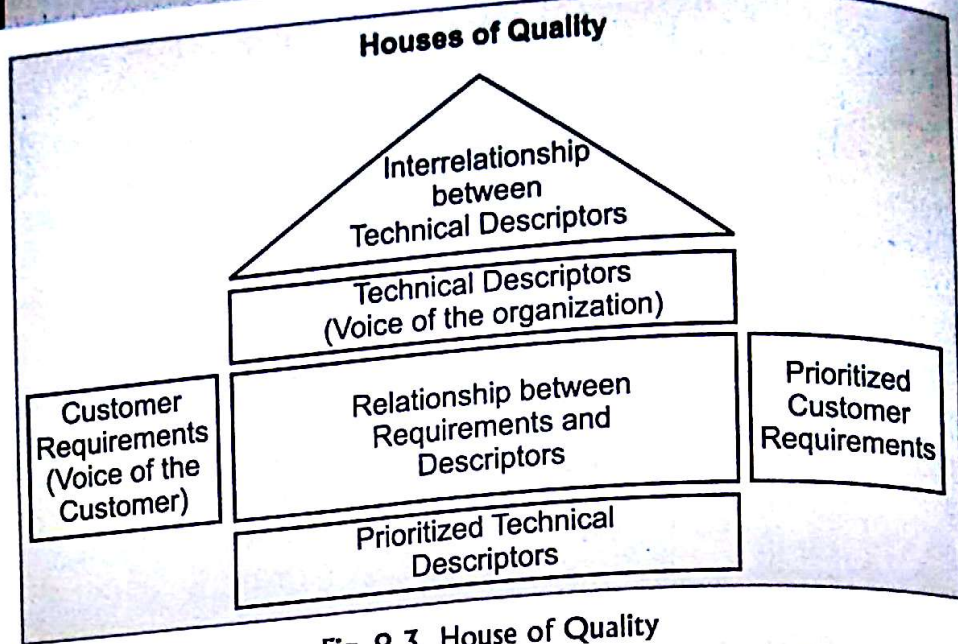 Houses of Quality
Interrelationship
between
Technical Descriptors
Technical Descriptors
(Voice of the organization)
Customer
Requirements
(Voice of the
Customer)
Relationship between
Requirements and
Descriptors
Prioritized
Customer
Requirements
Prioritized Technical
Descriptors
House of Quality